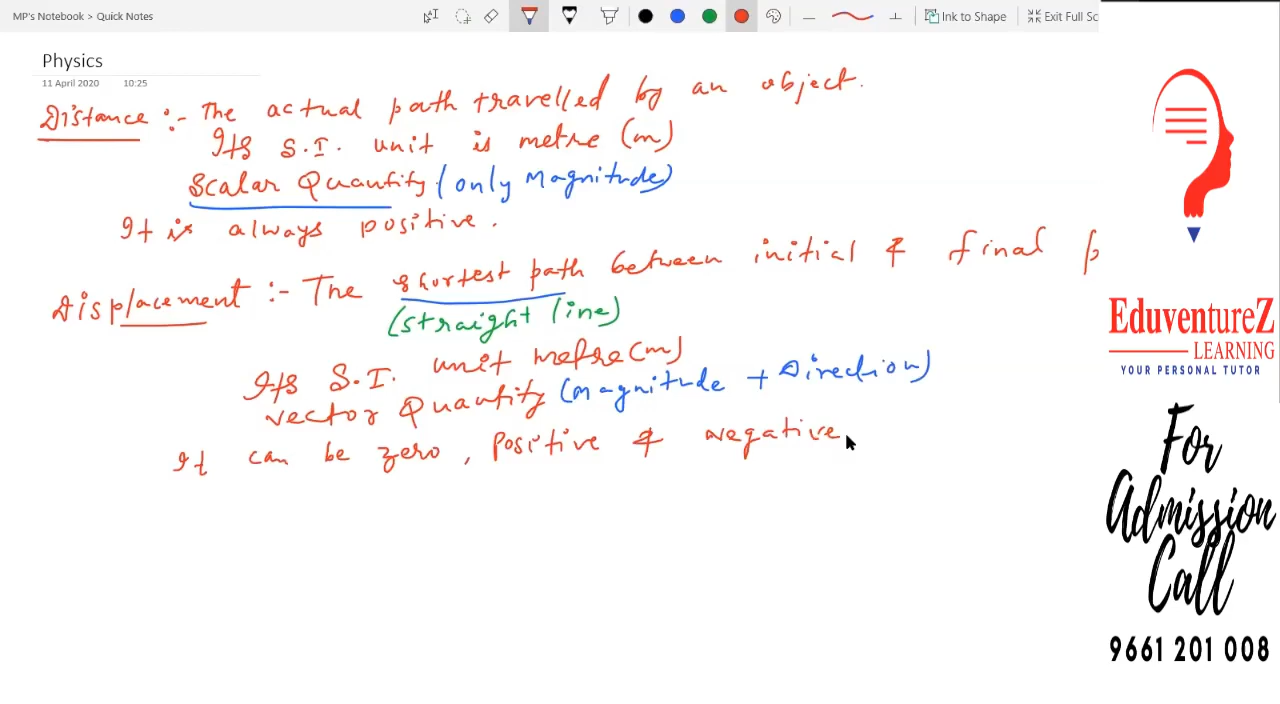 MP's Notebook > Quick Notes
Ink to Shape
Exit Full Sc
Physics
11 April 2020 10:25
Distance :- The actual path travelled by an object.
Its S.I. unit is metre (m)
Scalar Quantity (only Magnitude)
It is always positive.
Displacement :- The shortest path between initial & final p
(straight line)
Its S.I. unit metre (m)
Vector Quantity (Magnitude + Direction)
It can be zero, positive & negative
EduventureZ
LEARNING
YOUR PERSONAL TUTOR
For
Admission
Call
9661 201 008